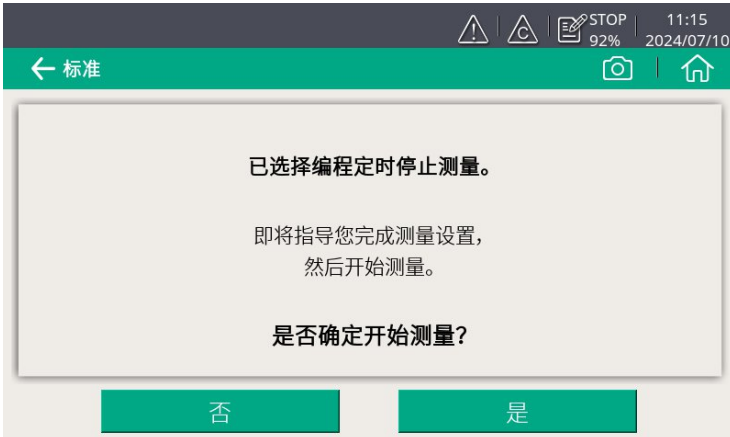 STOP 11:15
92% 2024/07/10
标准
已选择编程定时停止测量。
即将指导您完成测量设置，
然后开始测量。
是否确定开始测量？
否 是